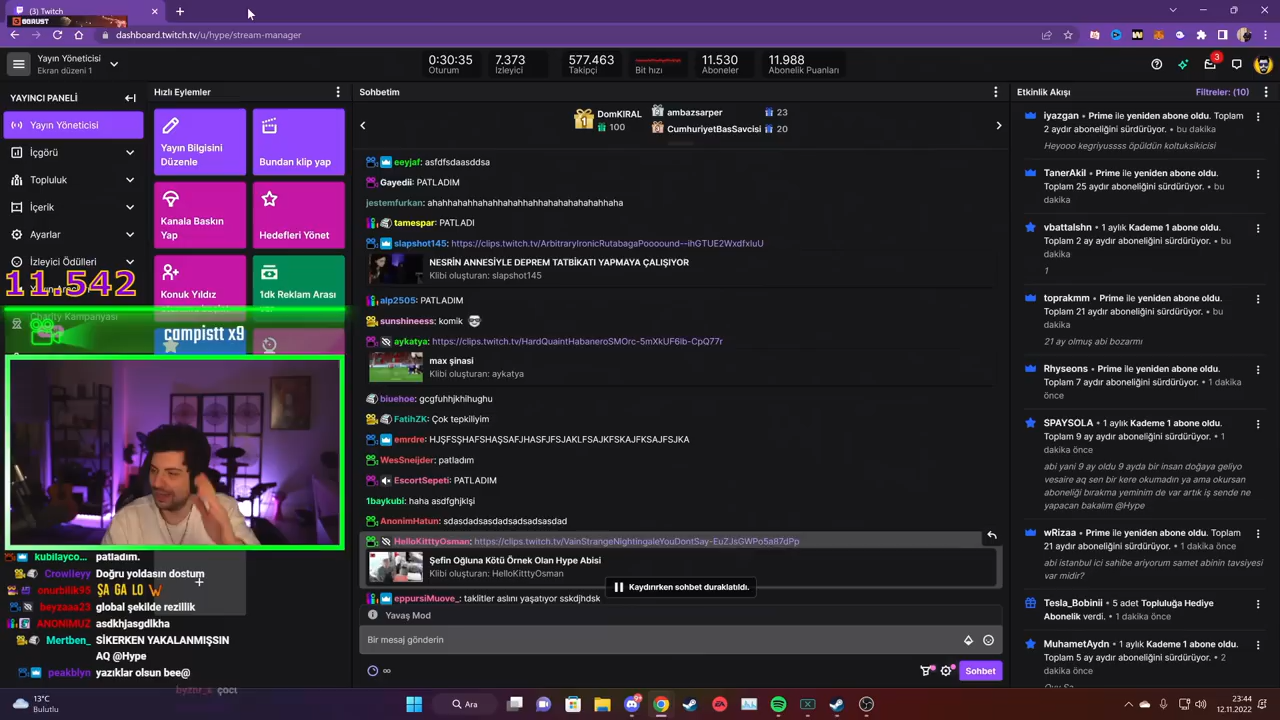 (3) Twitch
BBRUST
dashboard.twitch.tv/u/hype/stream-manager
Yayın Yöneticisi
Ekran düzeni 1
0:30:35
Oturum
7.373
İzleyici
577.463
Takipçi
Bit hızı
11.530
Aboneler
11.988
Abonelik Puanları
3
YAYINCI PANELİ
Yayın Yöneticisi
İçgörü
Topluluk
İçerik
Ayarlar
İzleyici Ödülleri
11.542
Charity Kampanyası
campistt x9
Hızlı Eylemler
Yayın Bilgisini
Düzenle
Bundan klip yap
Kanala Baskın
Yap
Hedefleri Yönet
Konuk Yıldız
1dk Reklam Arası
Sohbetim
DomKIRAL
100
ambazsarper
23
CumhuriyetBasSavcisi
20
eeyjaf: asfdfsdaasddsa
Gayedii: PATLADIM
jestemfurkan: ahahhahahhahahhahahhahahahahahhahaha
tamespar: PATLADI
slapshot145: https://clips.twitch.tv/ArbitraryIronicRutabagaPoooound--ihGTUE2WxdfxIuU
NESRİN ANNESİYLE DEPREM TATBİKATI YAPMAYA ÇALIŞIYOR
Klibi oluşturan: slapshot145
alp2505: PATLADIM
sunshineess: komik
aykatya: https://clips.twitch.tv/HardQuaintHabaneroSMOrc-5mXkUF6lb-CpQ77r
max şinasi
Klibi oluşturan: aykatya
biuehoe: gcgfuhhjkhihughu
FatihZK: Çok tepkiliyim
emrdre: HJŞFSŞHAFSHAŞSAFJHASFJFSJAKLFSAJKFSKAJFKSAJFSJKA
WesSneijder: patladım
EscortSepeti: PATLADIM
1baykubi: haha asdfghjklşi
AnonimHatun: sdasdadsasdadsadsadsasdad
HelloKitttyOsman: https://clips.twitch.tv/VainStrangeNightingaleYouDontSay-EuZJsGWPo5a87dPp
Şefin Oğluna Kötü Örnek Olan Hype Abisi
Klibi oluşturan: HelloKitttyOsman
Kaydırırken sohbet duraklatıldı.
eppursiMuove_: taklitler aslını yaşatıyor sskdjhdsk
Yavaş Mod
Bir mesaj gönderin
∞
Sohbet
Etkinlik Akışı
Filtreler: (10)
iyazgan • Prime ile yeniden abone oldu.
Toplam 2 aydır aboneliğini sürdürüyor. • bu dakika
Heyooo kegriyussss öpüldün koltuksikicisi
TanerAkil • Prime ile yeniden abone oldu.
Toplam 25 aydır aboneliğini sürdürüyor. • bu
dakika
vbattalshn • 1 aylık Kademe 1 abone oldu.
Toplam 2 ay aydır aboneliğini sürdürüyor. • bu
dakika
1
toprakmm • Prime ile yeniden abone oldu.
Toplam 21 aydır aboneliğini sürdürüyor. • bu
dakika
21 ay olmuş abi bozarmı
Rhyseons • Prime ile yeniden abone oldu.
Toplam 7 aydır aboneliğini sürdürüyor. • 1 dakika
önce
SPAYSOLA • 1 aylık Kademe 1 abone oldu.
Toplam 9 ay aydır aboneliğini sürdürüyor. • 1
dakika önce
abi yani 9 ay oldu 9 ayda bir insan doğaya geliyo
vesaire aq sen bir kere okumadın ya ama okursan
aboneliği bırakma yeminim de var artık iş sende ne
yapacan bakalım @Hype
wRizaa • Prime ile yeniden abone oldu. Toplam
21 aydır aboneliğini sürdürüyor. • 1 dakika önce
abi istanbul ici sahibe ariyorum samet abinin tavsiyesi
var midir?
Tesla_Bobinii • 5 adet Topluluğa Hediye
Abonelik verdi. • 1 dakika önce
MuhametAydn • 1 aylık Kademe 1 abone oldu.
Toplam 5 ay aydır aboneliğini sürdürüyor. • 2
dakika önce
kubilayco... patladım.
Crowlieyy Doğru yoldasın dostum
onurbilik95 ŞA GA LO W
beyzaaa23 global şekilde rezillik
ANONİMUZ asdkhjasgdlkha
Mertben_ SİKERKEN YAKALANMIŞSIN
AQ @Hype
peakblyn yazıklar olsun bee@
13°C
Bulutlu
Ara
23:44
12.11.2022